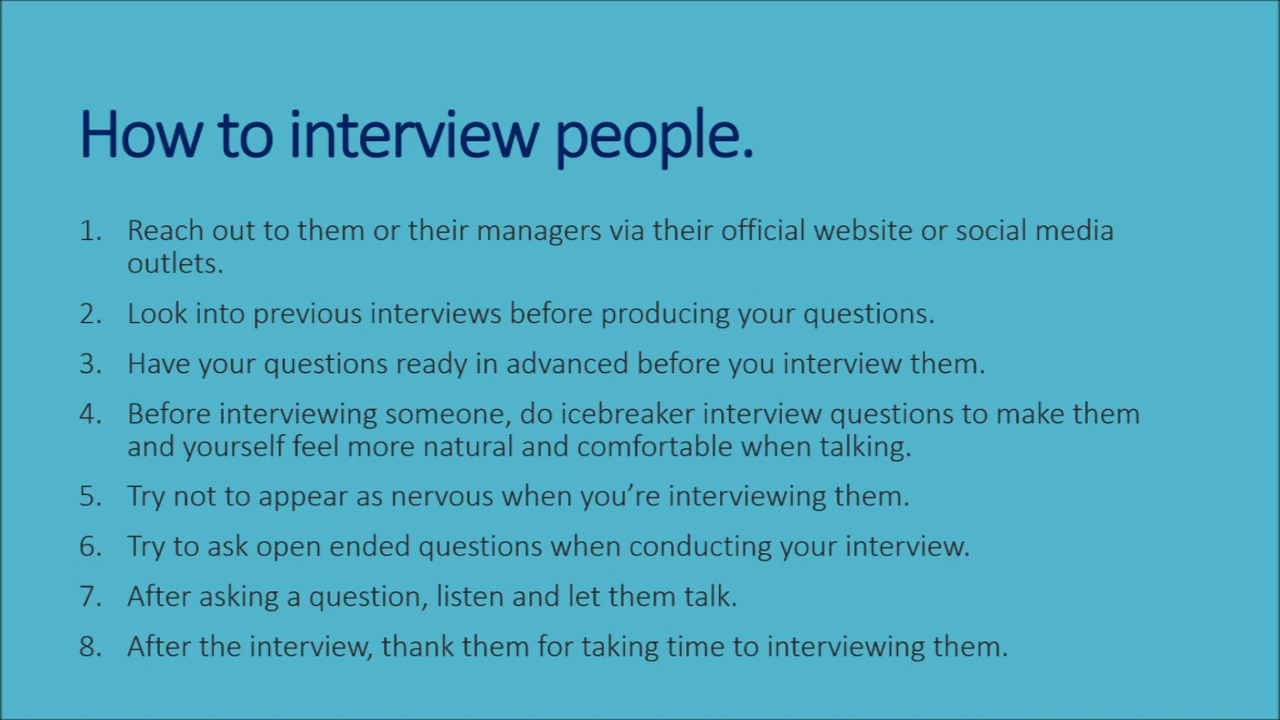 How to interview people.
1. Reach out to them or their managers via their official website or social media
outlets.
2. Look into previous interviews before producing your questions.
3. Have your questions ready in advanced before you interview them.
4. Before interviewing someone, do icebreaker interview questions to make them
and yourself feel more natural and comfortable when talking.
5. Try not to appear as nervous when you’re interviewing them.
6. Try to ask open ended questions when conducting your interview.
7. After asking a question, listen and let them talk.
8. After the interview, thank them for taking time to interviewing them.